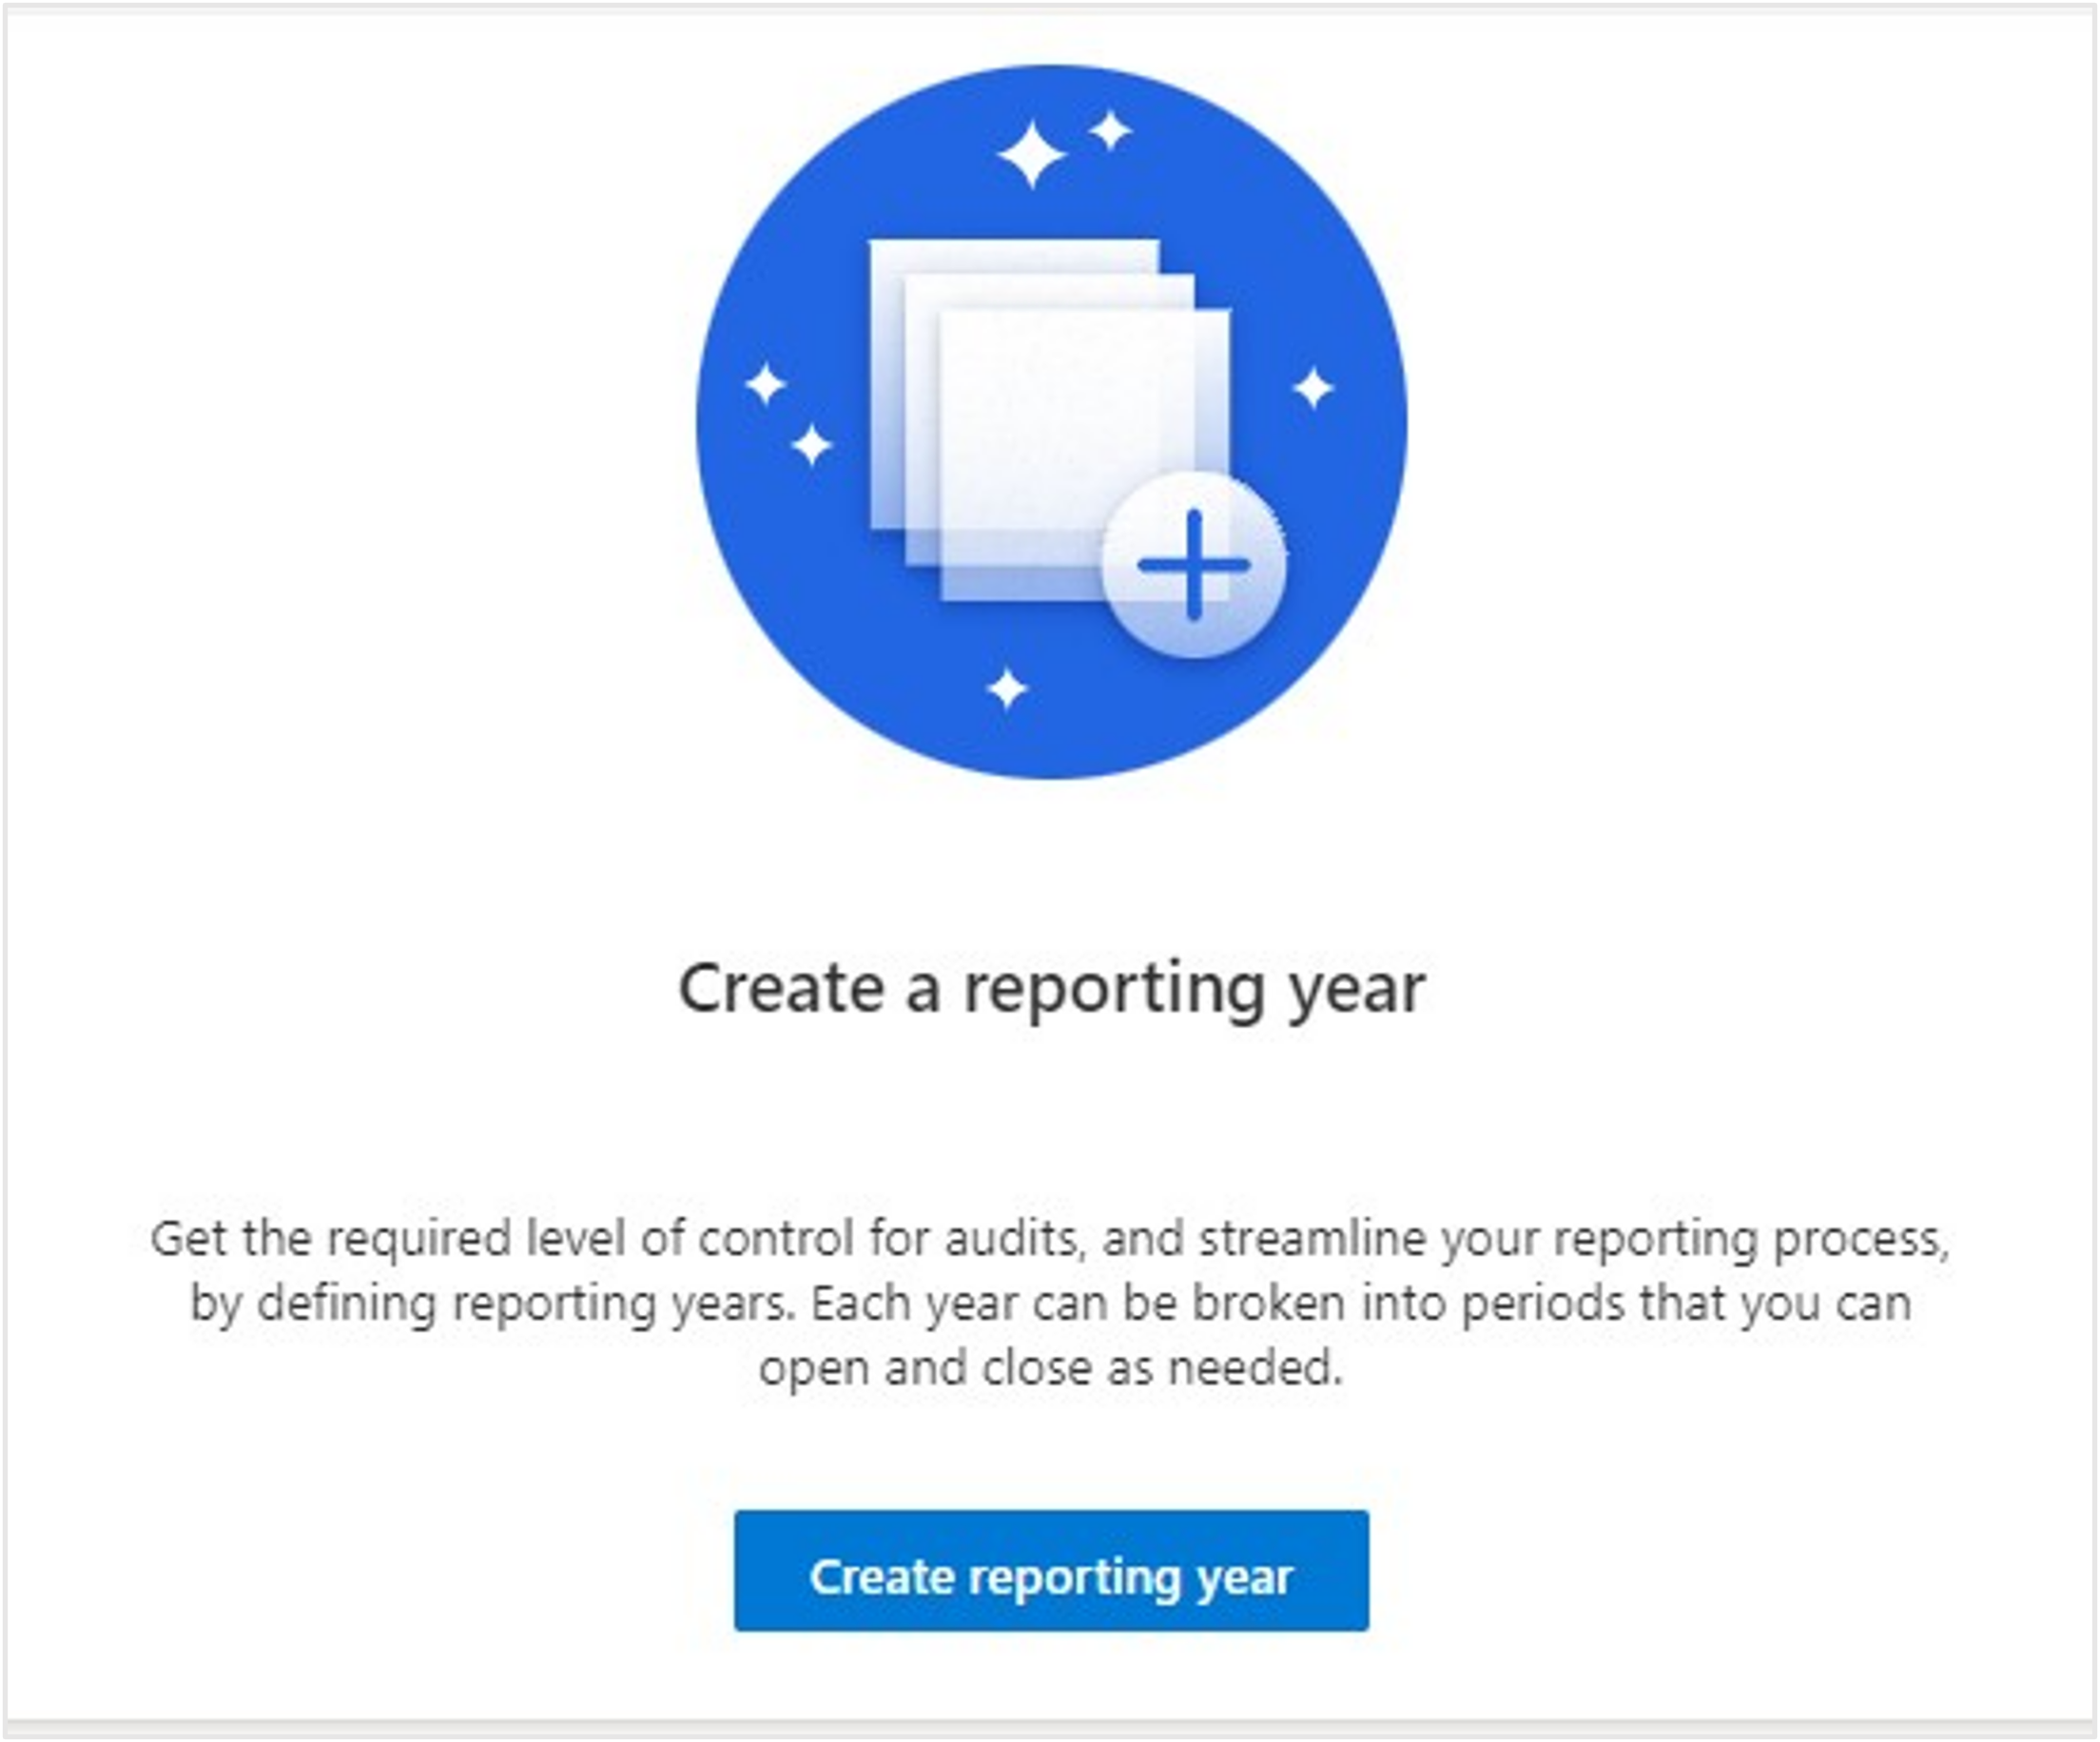 Create a reporting year
Get the required level of control for audits, and streamline your reporting process,
by defining reporting years. Each year can be broken into periods that you can
open and close as needed.
Create reporting year